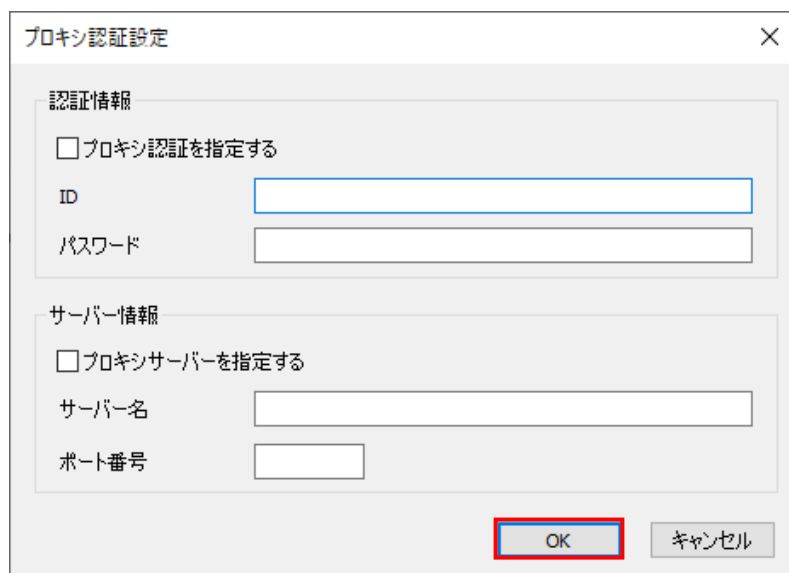 プロキシ認証設定
認証情報
プロキシ認証を指定する
ID
パスワード
サーバー情報
プロキシサーバーを指定する
サーバー名
ポート番号
OK キャンセル